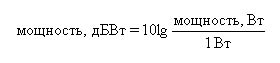 мощность, дБВт = 10lg мощность, Вт
1 Вт